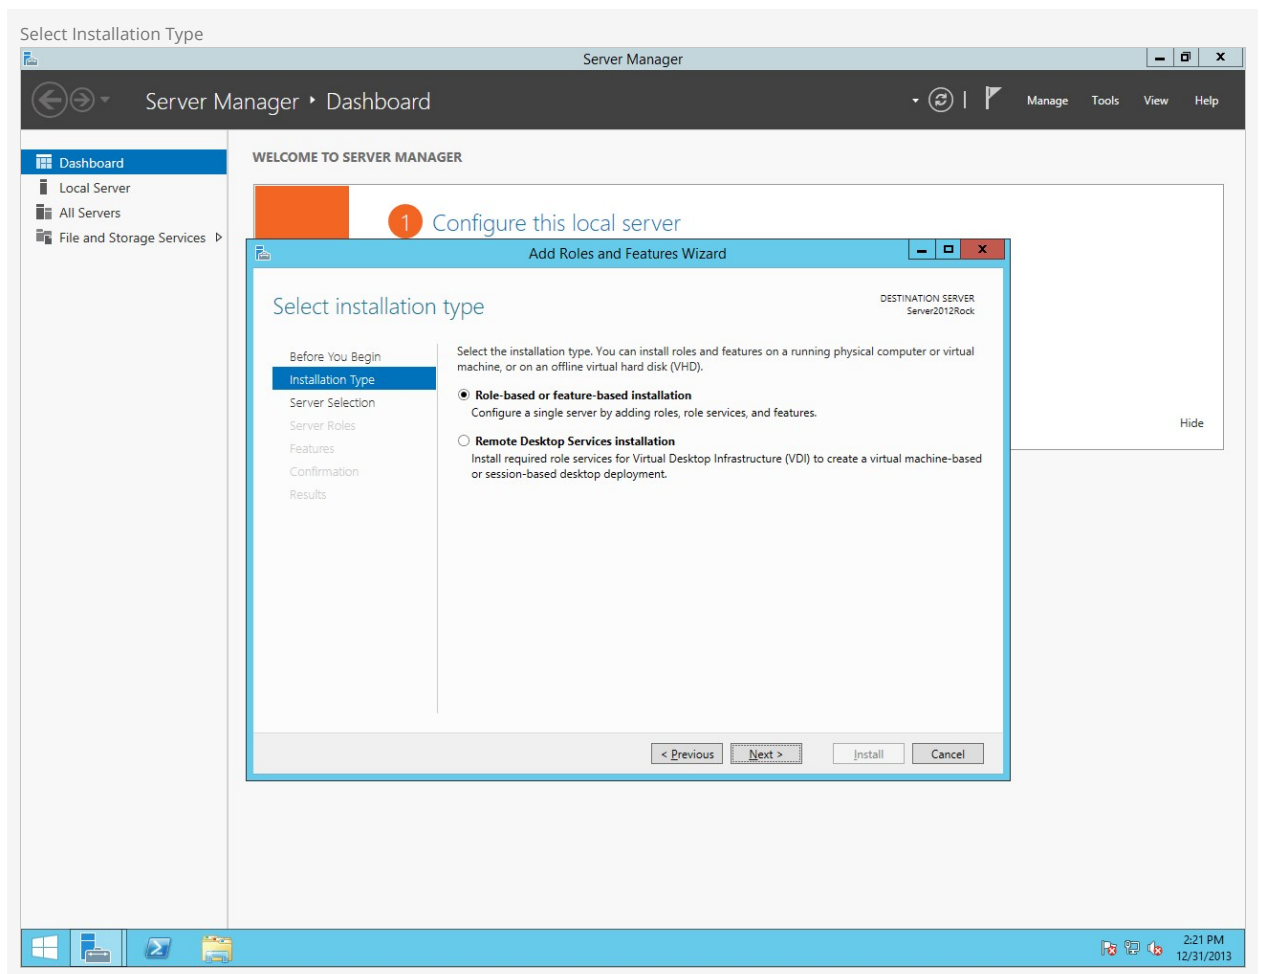 Select Installation Type
Server Manager
Server Manager • Dashboard
Manage Tools View Help
Dashboard
Local Server
All Servers
File and Storage Services
WELCOME TO SERVER MANAGER
1 Configure this local server
Hide
Add Roles and Features Wizard
Select installation type
DESTINATION SERVER
Server2012Rock
Before You Begin
Installation Type
Server Selection
Server Roles
Features
Confirmation
Results
Select the installation type. You can install roles and features on a running physical computer or virtual
machine, or on an offline virtual hard disk (VHD).
Role-based or feature-based installation
Configure a single server by adding roles, role services, and features.
Remote Desktop Services installation
Install required role services for Virtual Desktop Infrastructure (VDI) to create a virtual machine-based
or session-based desktop deployment.
< Previous Next > Install Cancel
2:21 PM
12/31/2013